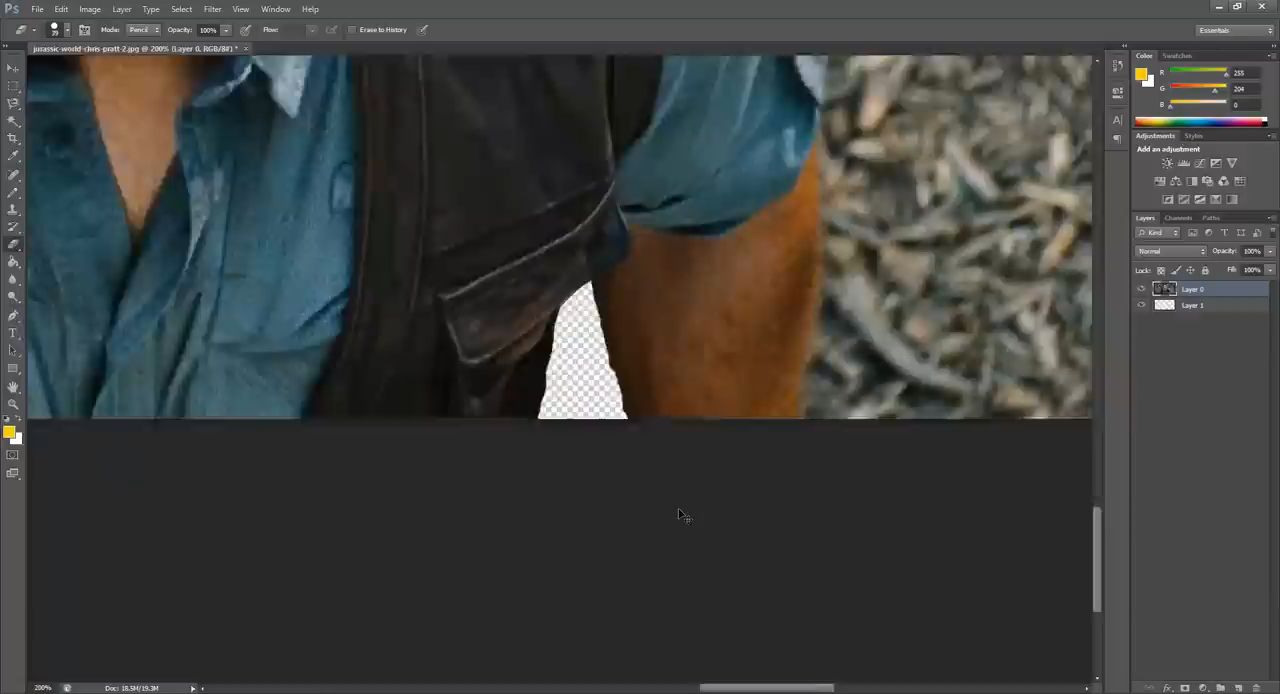 Ps File Edit Image Layer Type Select Filter View Window Help
Mode: Pencil Opacity: 100% Flow: Erase to History Essentials
jurassic-world-chris-pratt-2.jpg @ 200% (Layer 0, RGB/8#) * ×
Color Swatches
R 255
G 204
B 0
Adjustments Styles
Add an adjustment
Layers Channels Paths
Kind
Normal Opacity: 100%
Lock: Fill: 100%
Layer 0
Layer 1
200% Doc: 18.5M/19.3M